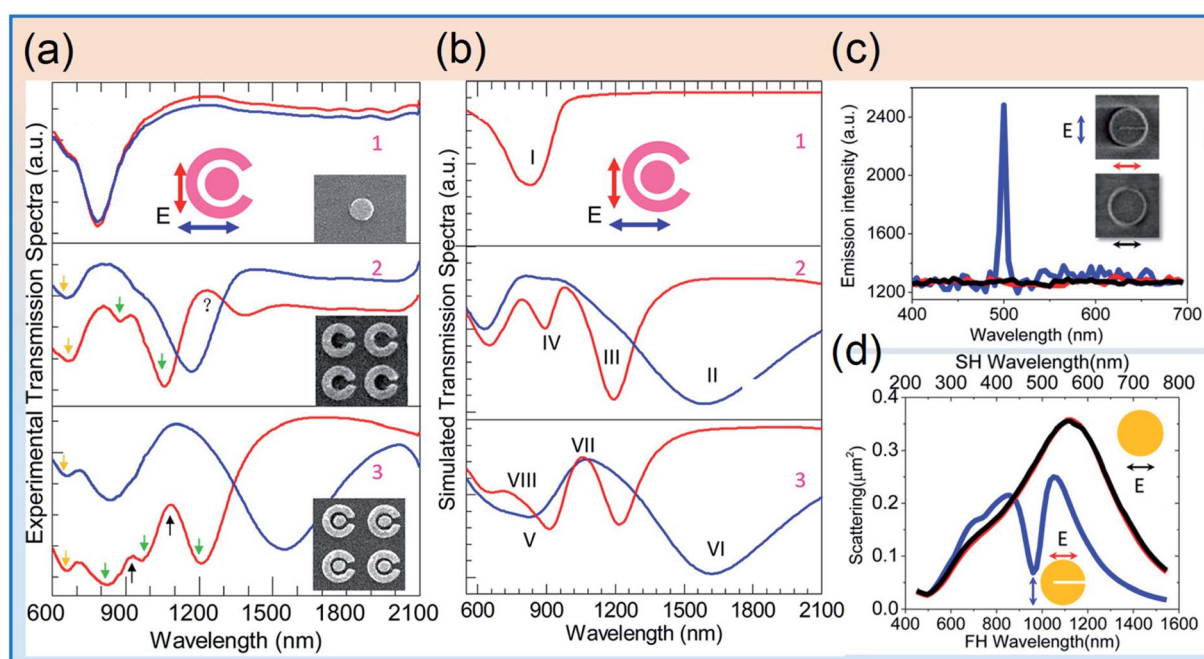 (a)
Experimental Transmission Spectra (a.u.)
1
E
2
?
3
600 900 1200 1500 2100
Wavelength (nm)
(b)
Simulated Transmission Spectra (a.u.)
I
1
E
2
IV
III
II
VII
VIII
3
V
VI
600 900 1200 1500 2100
Wavelength (nm)
(c)
Emission intensity (a.u.)
2400
2100
1800
1500
1200
E
400 500 600 700
Wavelength (nm)
(d)
SH Wavelength(nm)
200 300 400 500 600 700 800
Scattering(μm²)
0.4
0.3
0.2
0.1
0.0
E
E
400 600 800 1000 1200 1400 1600
FH Wavelength(nm)